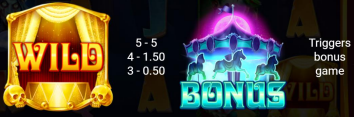 WILD
5 - 5
4 - 1.50
3 - 0.50
BONUS
Triggers
bonus
game